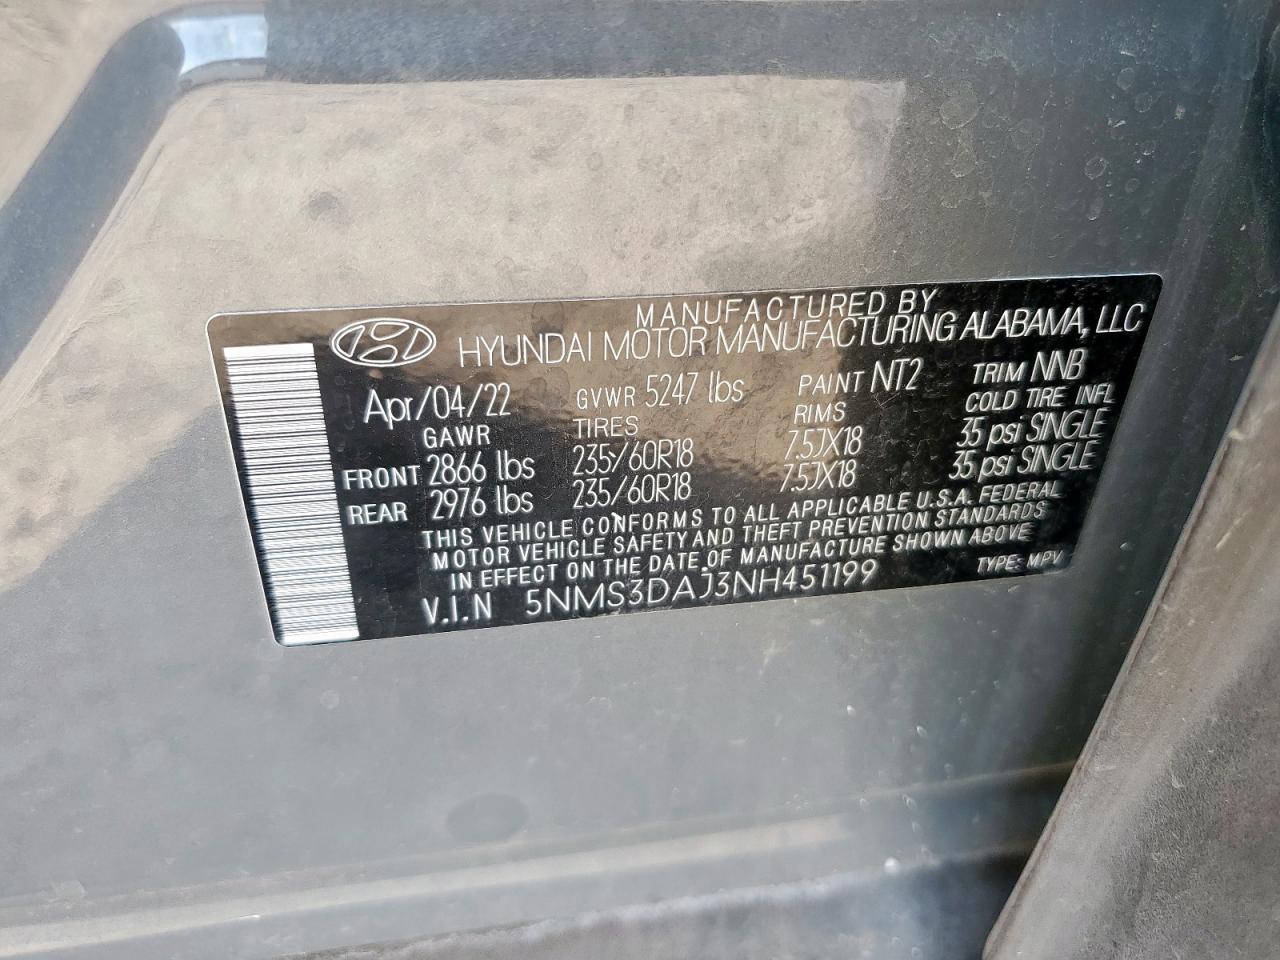 MANUFACTURED BY
HYUNDAI MOTOR MANUFACTURING ALABAMA, LLC
Apr/04/22 GVWR 5247 lbs PAINT NT2 TRIM NNB
GAWR TIRES RIMS COLD TIRE INFL
FRONT 2866 lbs 235/60R18 7.5JX18 35 psi SINGLE
REAR 2976 lbs 235/60R18 7.5JX18 35 psi SINGLE
THIS VEHICLE CONFORMS TO ALL APPLICABLE U.S.A. FEDERAL
MOTOR VEHICLE SAFETY AND THEFT PREVENTION STANDARDS
IN EFFECT ON THE DATE OF MANUFACTURE SHOWN ABOVE
V.I.N 5NMS3DAJ3NH451199 TYPE: MPV